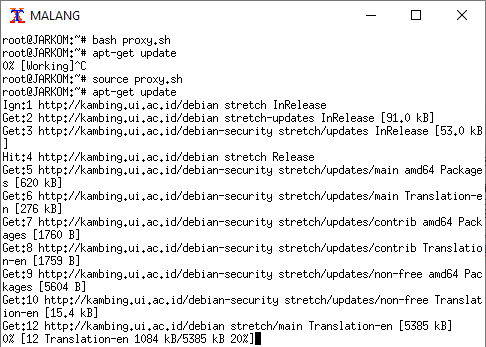 MALANG
root@JARKOM:~# bash proxy.sh
root@JARKOM:~# apt-get update
0% [Working]^C
root@JARKOM:~# source proxy.sh
root@JARKOM:~# apt-get update
Ign:1 http://kambing.ui.ac.id/debian stretch InRelease
Get:2 http://kambing.ui.ac.id/debian stretch-updates InRelease [91.0 kB]
Get:3 http://kambing.ui.ac.id/debian-security stretch/updates InRelease [53.0 kB
]
Hit:4 http://kambing.ui.ac.id/debian stretch Release
Get:5 http://kambing.ui.ac.id/debian-security stretch/updates/main amd64 Package
s [620 kB]
Get:6 http://kambing.ui.ac.id/debian-security stretch/updates/main Translation-e
n [276 kB]
Get:7 http://kambing.ui.ac.id/debian-security stretch/updates/contrib amd64 Pack
ages [1760 B]
Get:8 http://kambing.ui.ac.id/debian-security stretch/updates/contrib Translatio
n-en [1759 B]
Get:9 http://kambing.ui.ac.id/debian-security stretch/updates/non-free amd64 Pac
kages [5604 B]
Get:10 http://kambing.ui.ac.id/debian-security stretch/updates/non-free Translat
ion-en [15.4 kB]
Get:12 http://kambing.ui.ac.id/debian stretch/main Translation-en [5385 kB]
0% [12 Translation-en 1084 kB/5385 kB 20%]